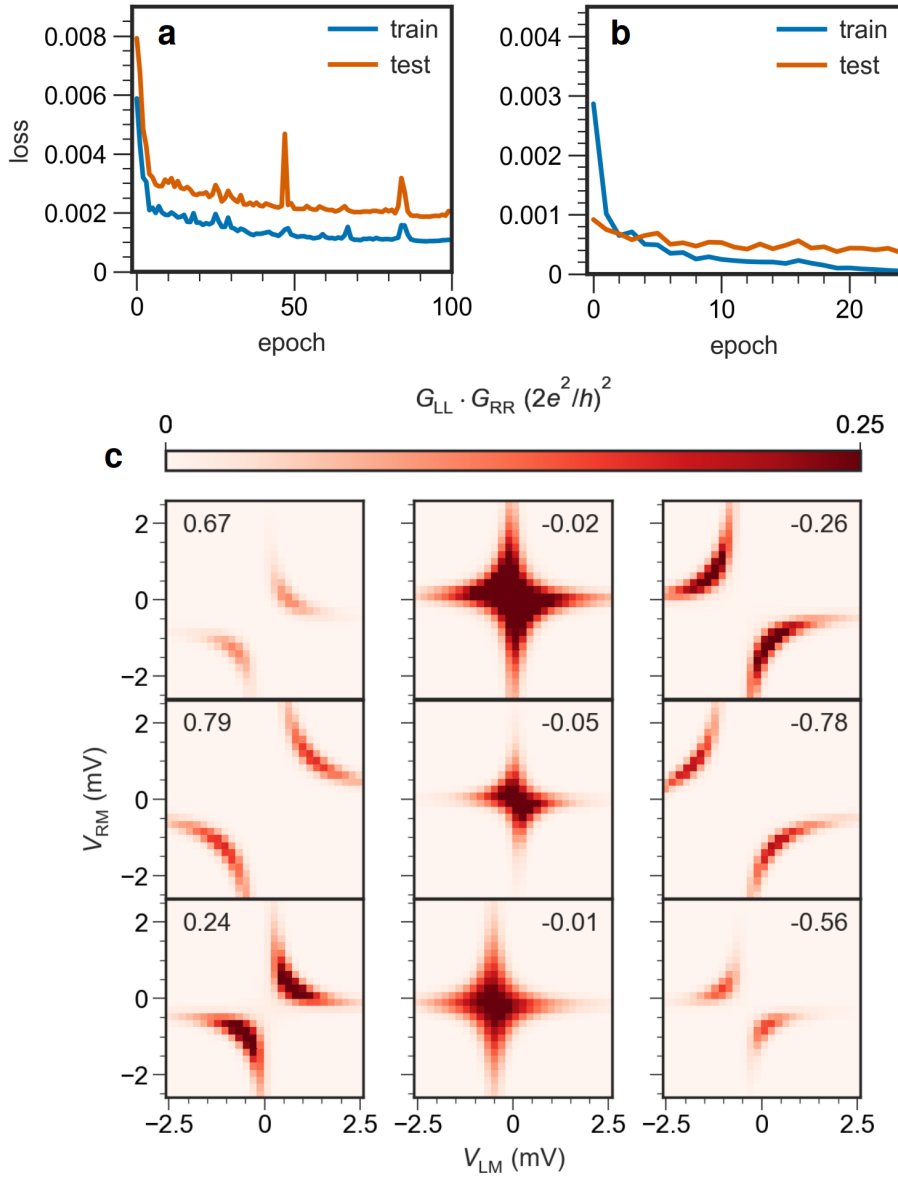 a
train
test
0.008
0.006
0.004
0.002
0
loss
0
50
100
epoch
b
train
test
0.004
0.003
0.002
0.001
0
0
10
20
epoch
G_LL · G_RR (2e²/h)²
0
0.25
c
0.67
-0.02
-0.26
2
0
−2
0.79
-0.05
-0.78
2
0
−2
V_RM (mV)
0.24
-0.01
-0.56
2
0
−2
−2.5 0 2.5
−2.5 0 2.5
−2.5 0 2.5
V_LM (mV)